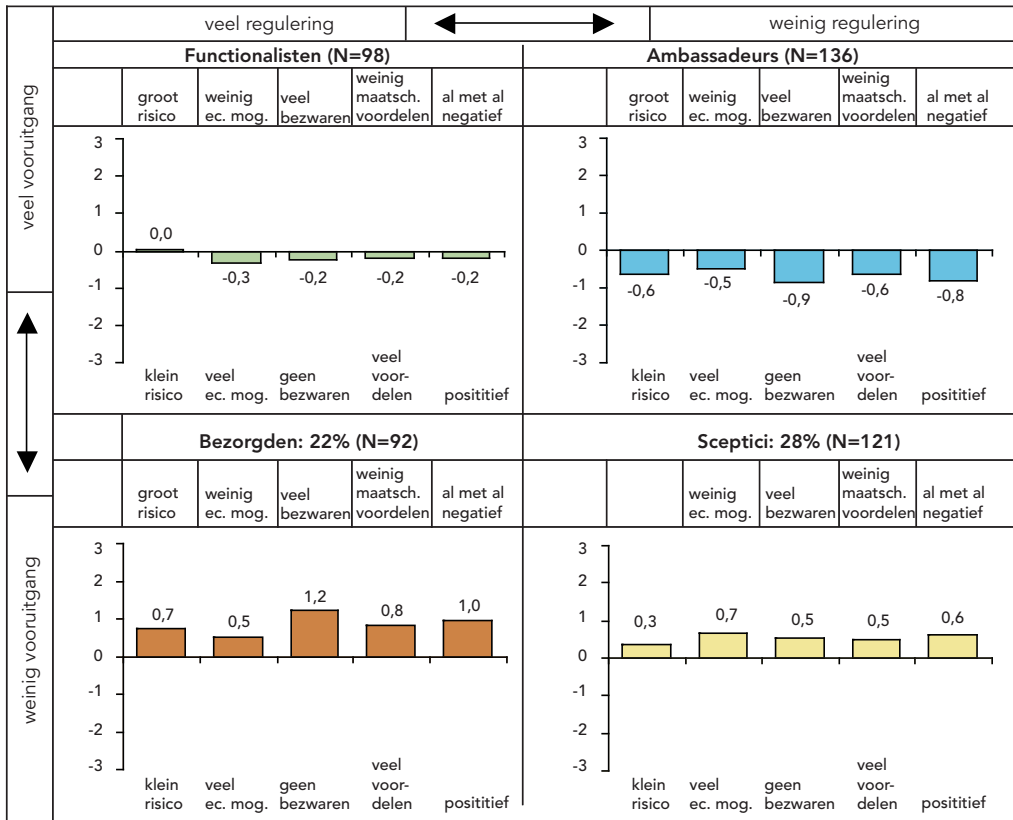 veel regulering
weinig regulering
veel vooruitgang
weinig vooruitgang
Functionalisten (N=98)
groot risico
weinig ec. mog.
veel bezwaren
weinig maatsch. voordelen
al met al negatief
3
2
1
0
-1
-2
-3
0,0
-0,3
-0,2
-0,2
-0,2
klein risico
veel ec. mog.
geen bezwaren
veel voor-
delen
posititief
Ambassadeurs (N=136)
groot risico
weinig ec. mog.
veel bezwaren
weinig maatsch. voordelen
al met al negatief
3
2
1
0
-1
-2
-3
-0,6
-0,5
-0,9
-0,6
-0,8
klein risico
veel ec. mog.
geen bezwaren
veel voor-
delen
posititief
Bezorgden: 22% (N=92)
groot risico
weinig ec. mog.
veel bezwaren
weinig maatsch. voordelen
al met al negatief
3
2
1
0
-1
-2
-3
0,7
0,5
1,2
0,8
1,0
klein risico
veel ec. mog.
geen bezwaren
veel voor-
delen
posititief
Sceptici: 28% (N=121)
weinig ec. mog.
veel bezwaren
weinig maatsch. voordelen
al met al negatief
3
2
1
0
-1
-2
-3
0,3
0,7
0,5
0,5
0,6
klein risico
veel ec. mog.
geen bezwaren
veel voor-
delen
posititief